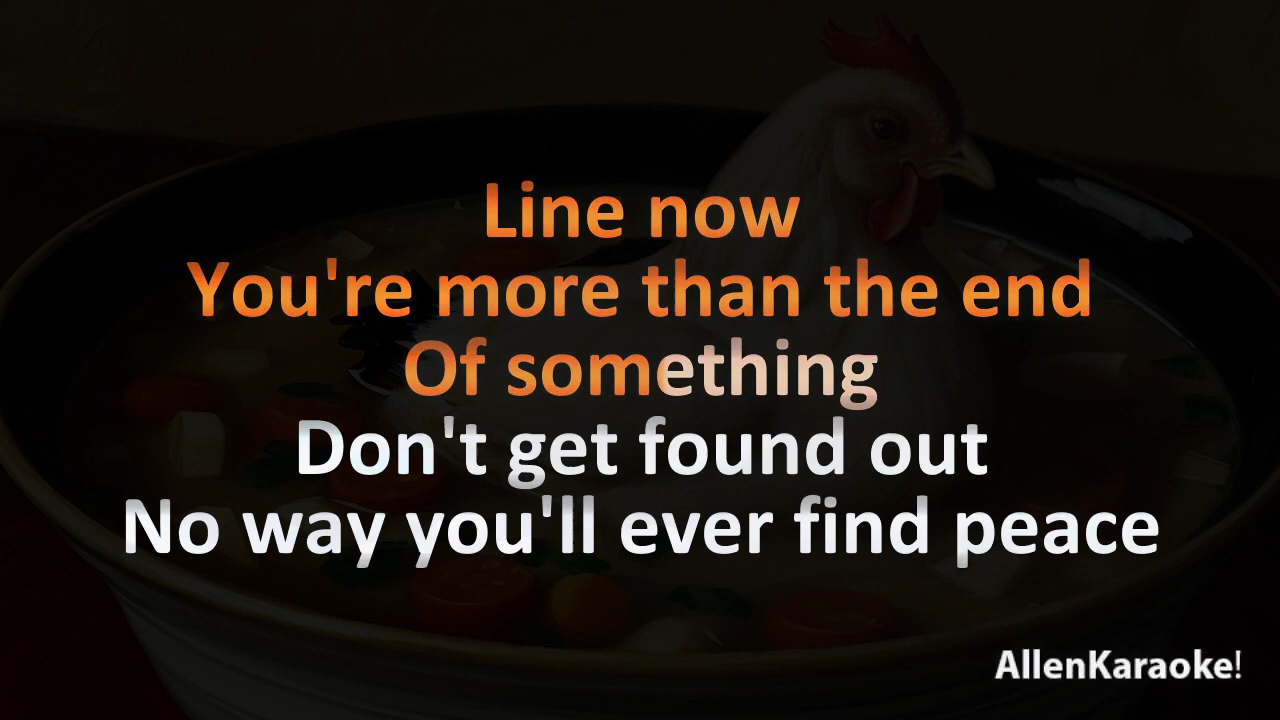 Line now
You're more than the end
Of something
Don't get found out
No way you'll ever find peace
AllenKaraoke!